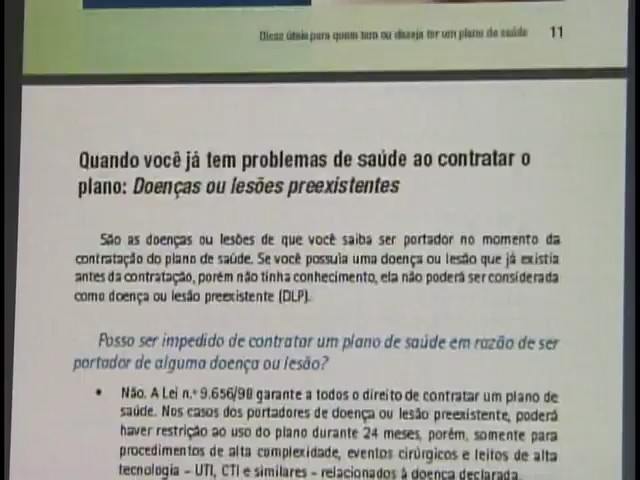 Dicas úteis para quem tem ou deseja ter um plano de saúde 11
Quando você já tem problemas de saúde ao contratar o
plano: Doenças ou lesões preexistentes
São as doenças ou lesões de que você saiba ser portador no momento da
contratação do plano de saúde. Se você possuía uma doença ou lesão que já existia
antes da contratação, porém não tinha conhecimento, ela não poderá ser considerada
como doença ou lesão preexistente (DLP).
Posso ser impedido de contratar um plano de saúde em razão de ser
portador de alguma doença ou lesão?
• Não. A Lei n.º 9.656/98 garante a todos o direito de contratar um plano de
saúde. Nos casos dos portadores de doença ou lesão preexistente, poderá
haver restrição ao uso do plano durante 24 meses, porém, somente para
procedimentos de alta complexidade, eventos cirúrgicos e leitos de alta
tecnologia – UTI, CTI e similares – relacionados à doença declarada.